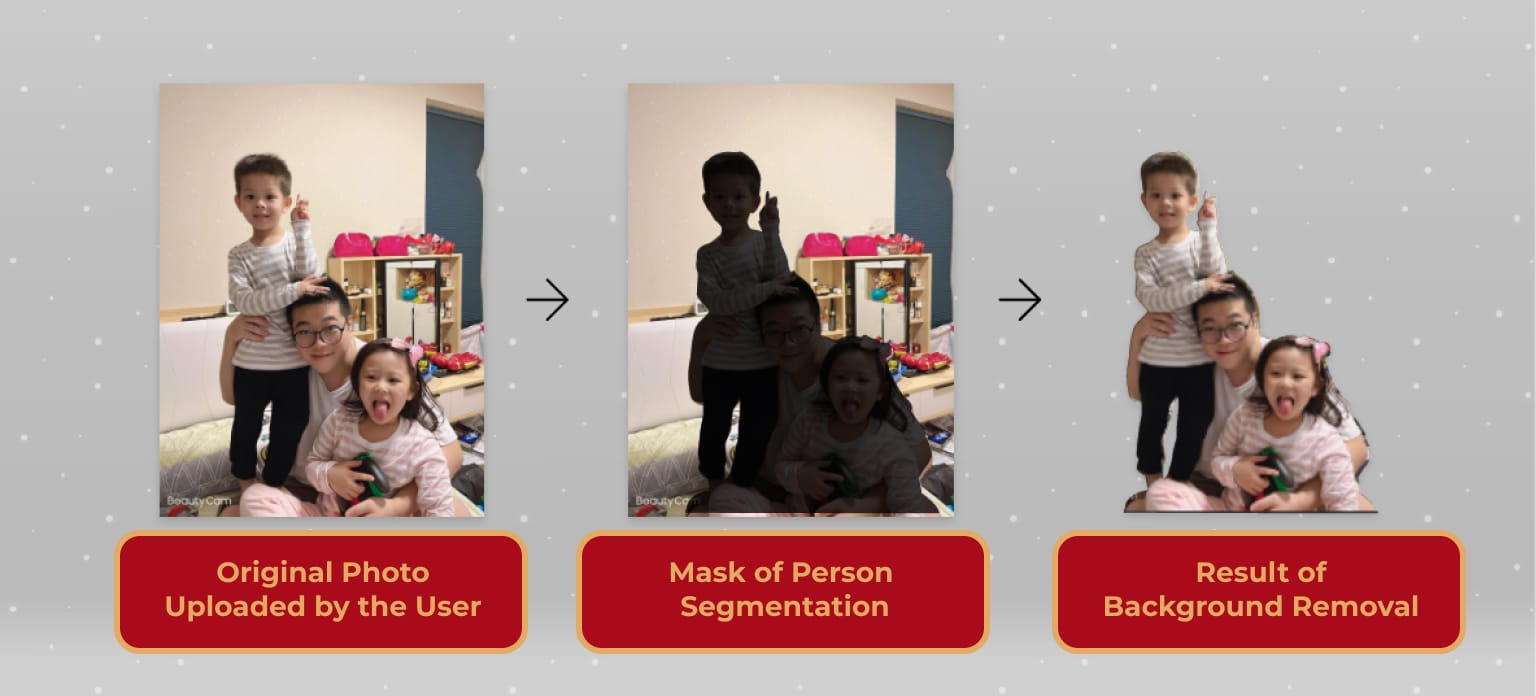 BeautyCam
BeautyCam
Original Photo
Uploaded by the User
Mask of Person
Segmentation
Result of
Background Removal